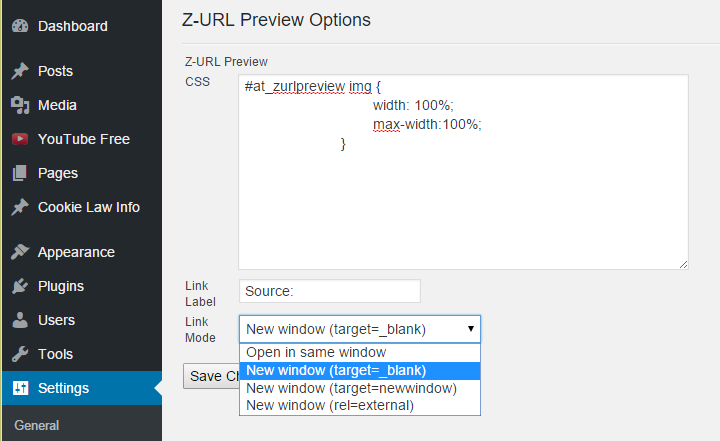 Dashboard
Posts
Media
YouTube Free
Pages
Cookie Law Info
Appearance
Plugins
Users
Tools
Settings
General
Z-URL Preview Options
Z-URL Preview
CSS
#at_zurlpreview img {
width: 100%;
max-width:100%;
}
Link
Label
Source:
Link
Mode
New window (target=_blank)
Open in same window
New window (target=_blank)
New window (target=newwindow)
New window (rel=external)
Save Ch